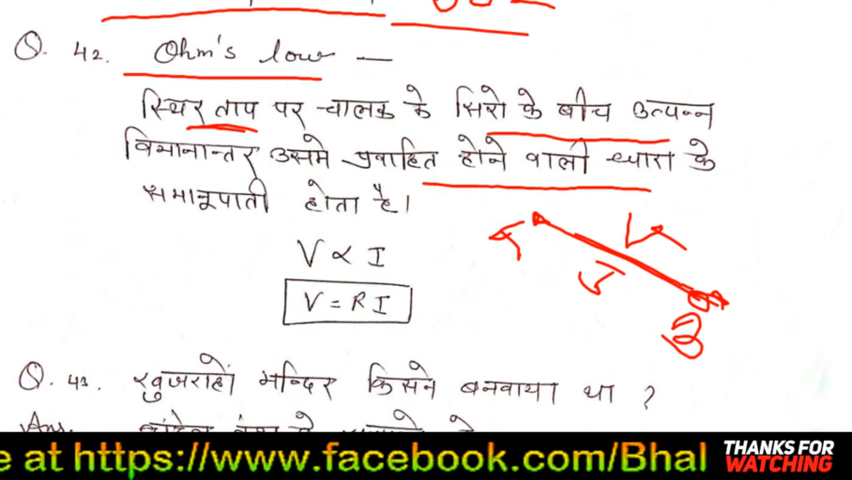 Q. 42. Ohm's low —
स्थिर ताप पर चालक के सिरो के बीच उत्पन्न
विभानान्तर उसमे प्रवाहित होने वाली ध्यारा के
समानूपाती होता है।
V ∝ I
V = RI
A
V
I
B
Q. 43. खुजराहो मन्दिर किसने बनवाया था ?
Ans.
e at https://www.facebook.com/Bhal
THANKS FOR
WATCHING